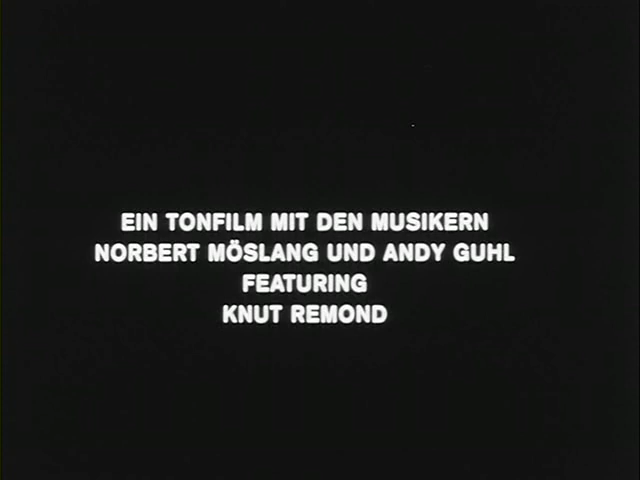 EIN TONFILM MIT DEN MUSIKERN
NORBERT MÖSLANG UND ANDY GUHL
FEATURING
KNUT REMOND